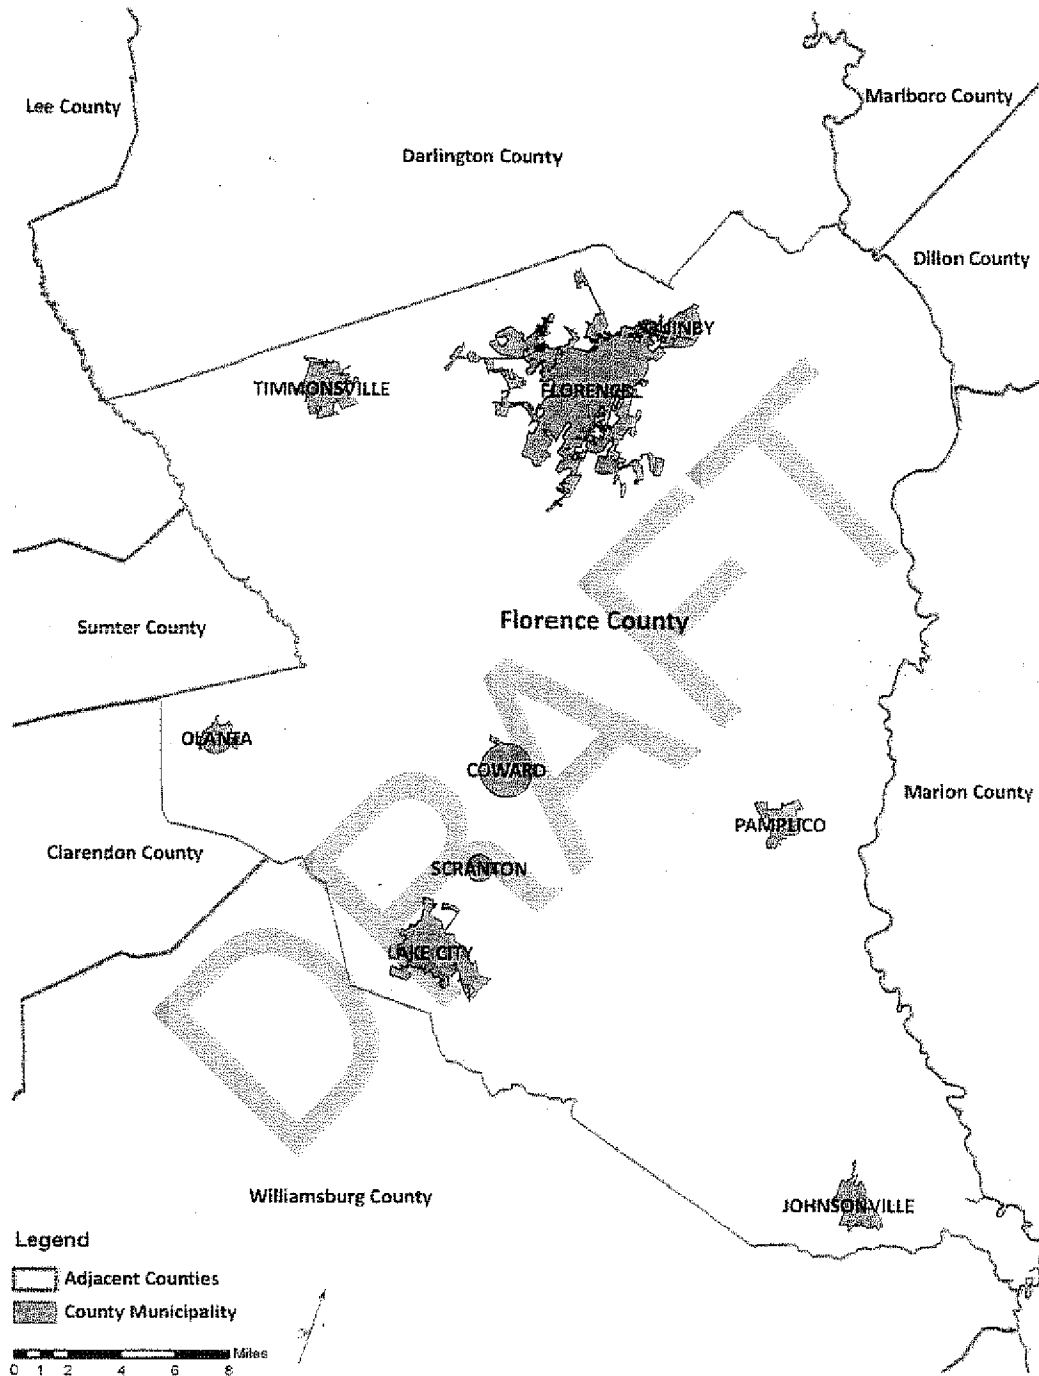 Lee County
Marlboro County
Darlington County
Dillon County
QUINBY
TIMMONSVILLE
FLORENCE
Florence County
Sumter County
OLANTA
COWARD
Marion County
PAMPLICO
Clarendon County
SCRANTON
LAKE CITY
DRAFT
Williamsburg County
JOHNSONVILLE
Legend
Adjacent Counties
County Municipality
Miles
0 1 2 4 6 8